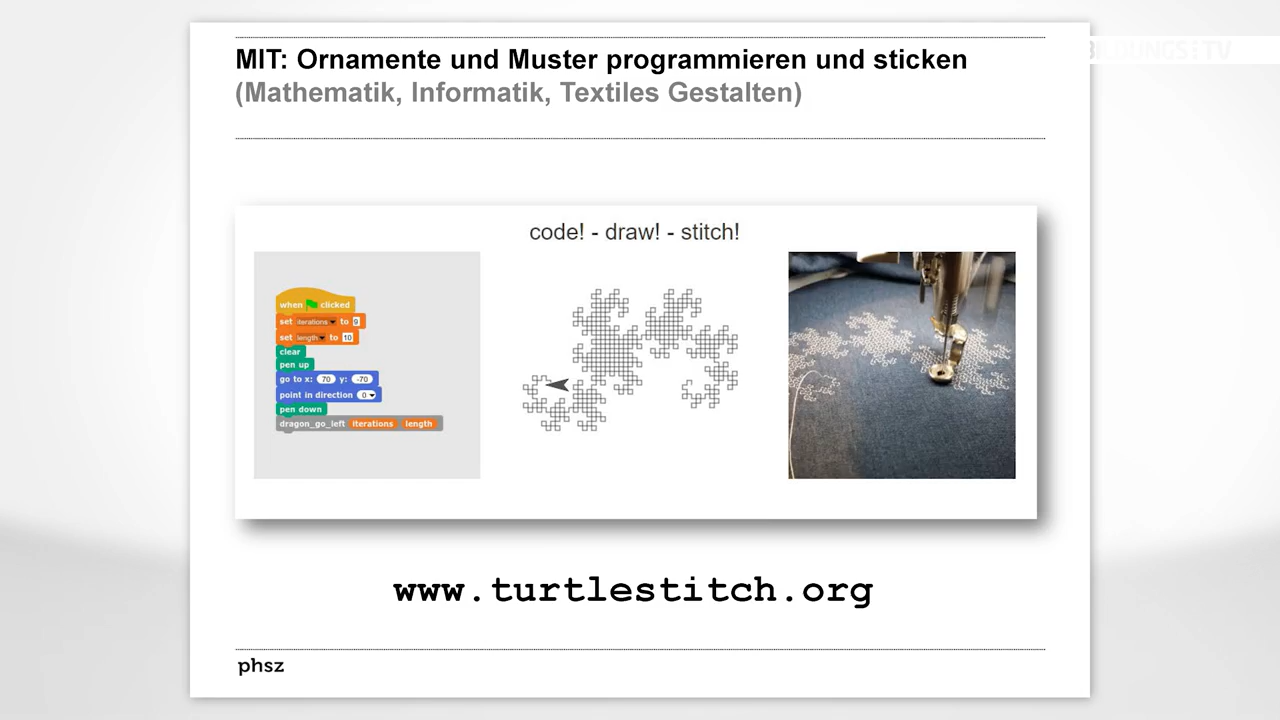 MIT: Ornamente und Muster programmieren und sticken
(Mathematik, Informatik, Textiles Gestalten)
BILDUNGS TV
code! - draw! - stitch!
when clicked
set iterations to 9
set length to 10
clear
pen up
go to x: 70 y: -70
point in direction 0
pen down
dragon_go_left iterations length
www.turtlestitch.org
phsz